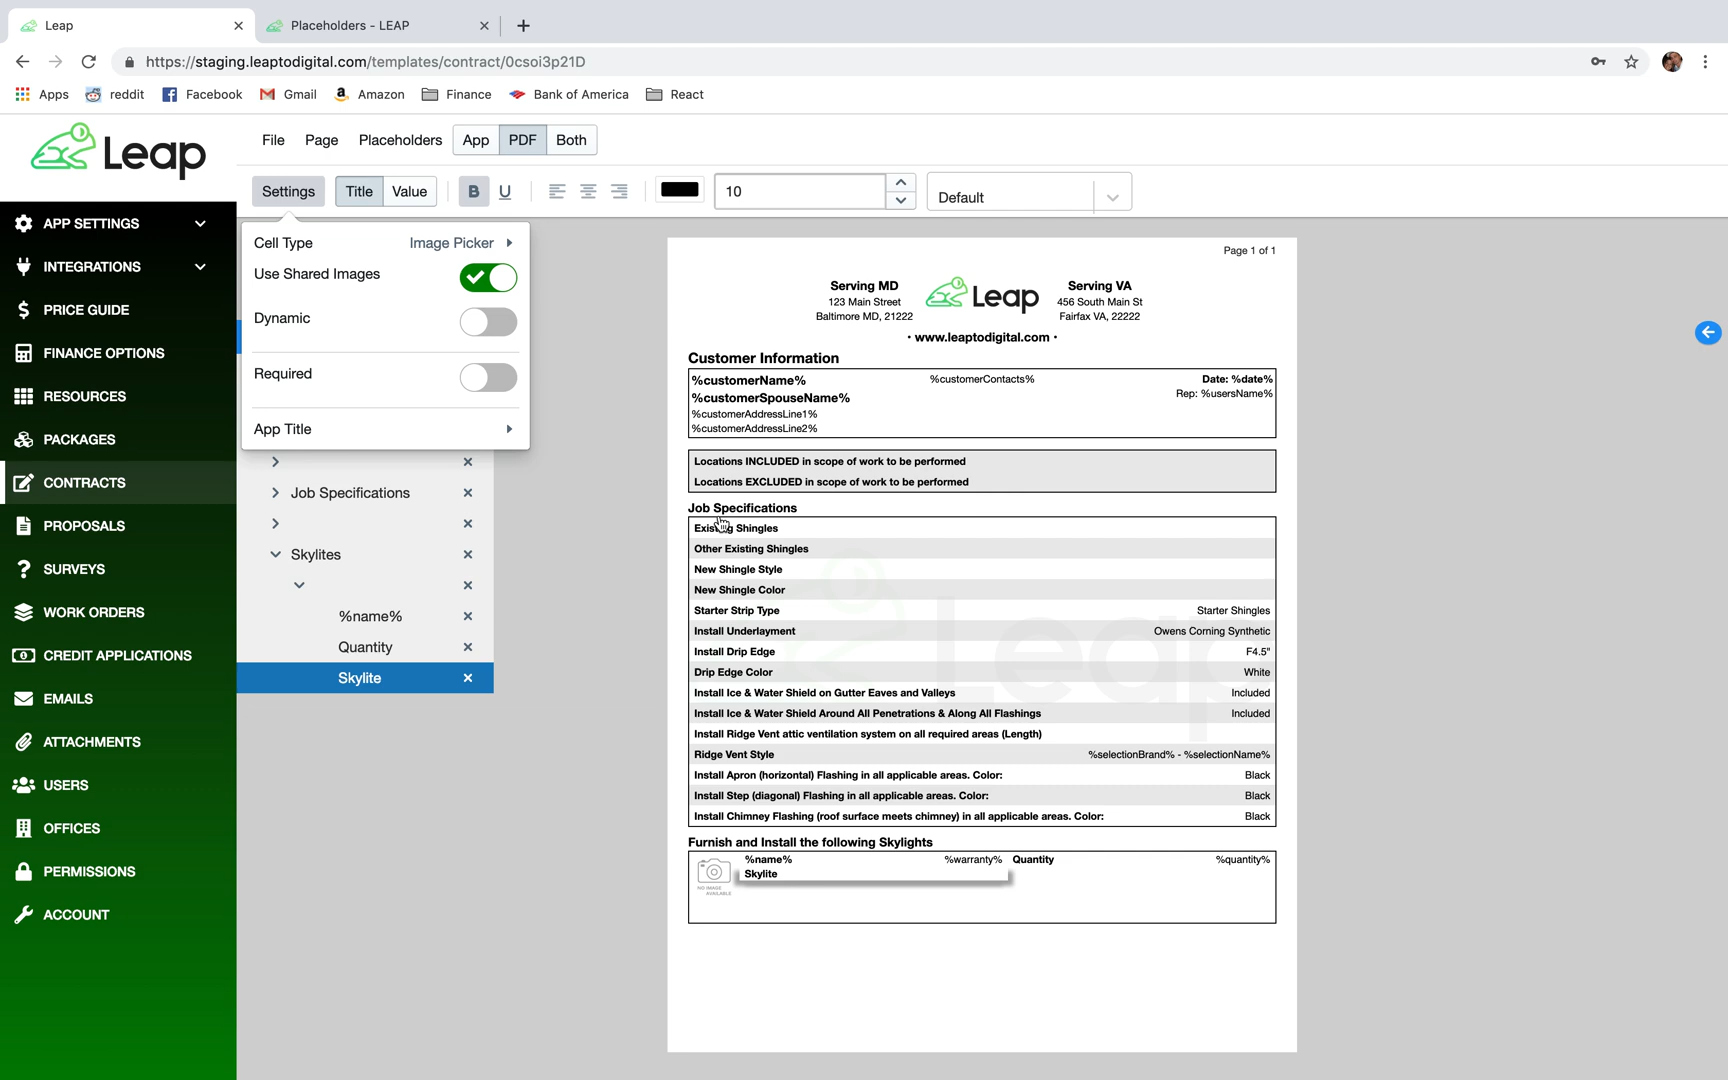 Leap
Placeholders - LEAP
https://staging.leaptodigital.com/templates/contract/0csoi3p21D
Apps
reddit
Facebook
Gmail
Amazon
Finance
Bank of America
React
Leap
File
Page
Placeholders
App
PDF
Both
Settings
Title
Value
B
U
10
Default
APP SETTINGS
INTEGRATIONS
PRICE GUIDE
FINANCE OPTIONS
RESOURCES
PACKAGES
CONTRACTS
PROPOSALS
SURVEYS
WORK ORDERS
CREDIT APPLICATIONS
EMAILS
ATTACHMENTS
USERS
OFFICES
PERMISSIONS
ACCOUNT
Cell Type
Image Picker
Use Shared Images
Dynamic
Required
App Title
Job Specifications
Skylites
%name%
Quantity
Skylite
Page 1 of 1
Serving MD
123 Main Street
Baltimore MD, 21222
Leap
Serving VA
456 South Main St
Fairfax VA, 22222
• www.leaptodigital.com •
Customer Information
%customerName%
%customerContacts%
Date: %date%
%customerSpouseName%
Rep: %usersName%
%customerAddressLine1%
%customerAddressLine2%
Locations INCLUDED in scope of work to be performed
Locations EXCLUDED in scope of work to be performed
Job Specifications
Existing Shingles
Other Existing Shingles
New Shingle Style
New Shingle Color
Starter Strip Type
Starter Shingles
Install Underlayment
Owens Corning Synthetic
Install Drip Edge
F4.5"
Drip Edge Color
White
Install Ice & Water Shield on Gutter Eaves and Valleys
Included
Install Ice & Water Shield Around All Penetrations & Along All Flashings
Included
Install Ridge Vent attic ventilation system on all required areas (Length)
Ridge Vent Style
%selectionBrand% - %selectionName%
Install Apron (horizontal) Flashing in all applicable areas. Color:
Black
Install Step (diagonal) Flashing in all applicable areas. Color:
Black
Install Chimney Flashing (roof surface meets chimney) in all applicable areas. Color:
Black
Leap
Furnish and Install the following Skylights
NO IMAGE
AVAILABLE
%name%
%warranty%
Quantity
%quantity%
Skylite